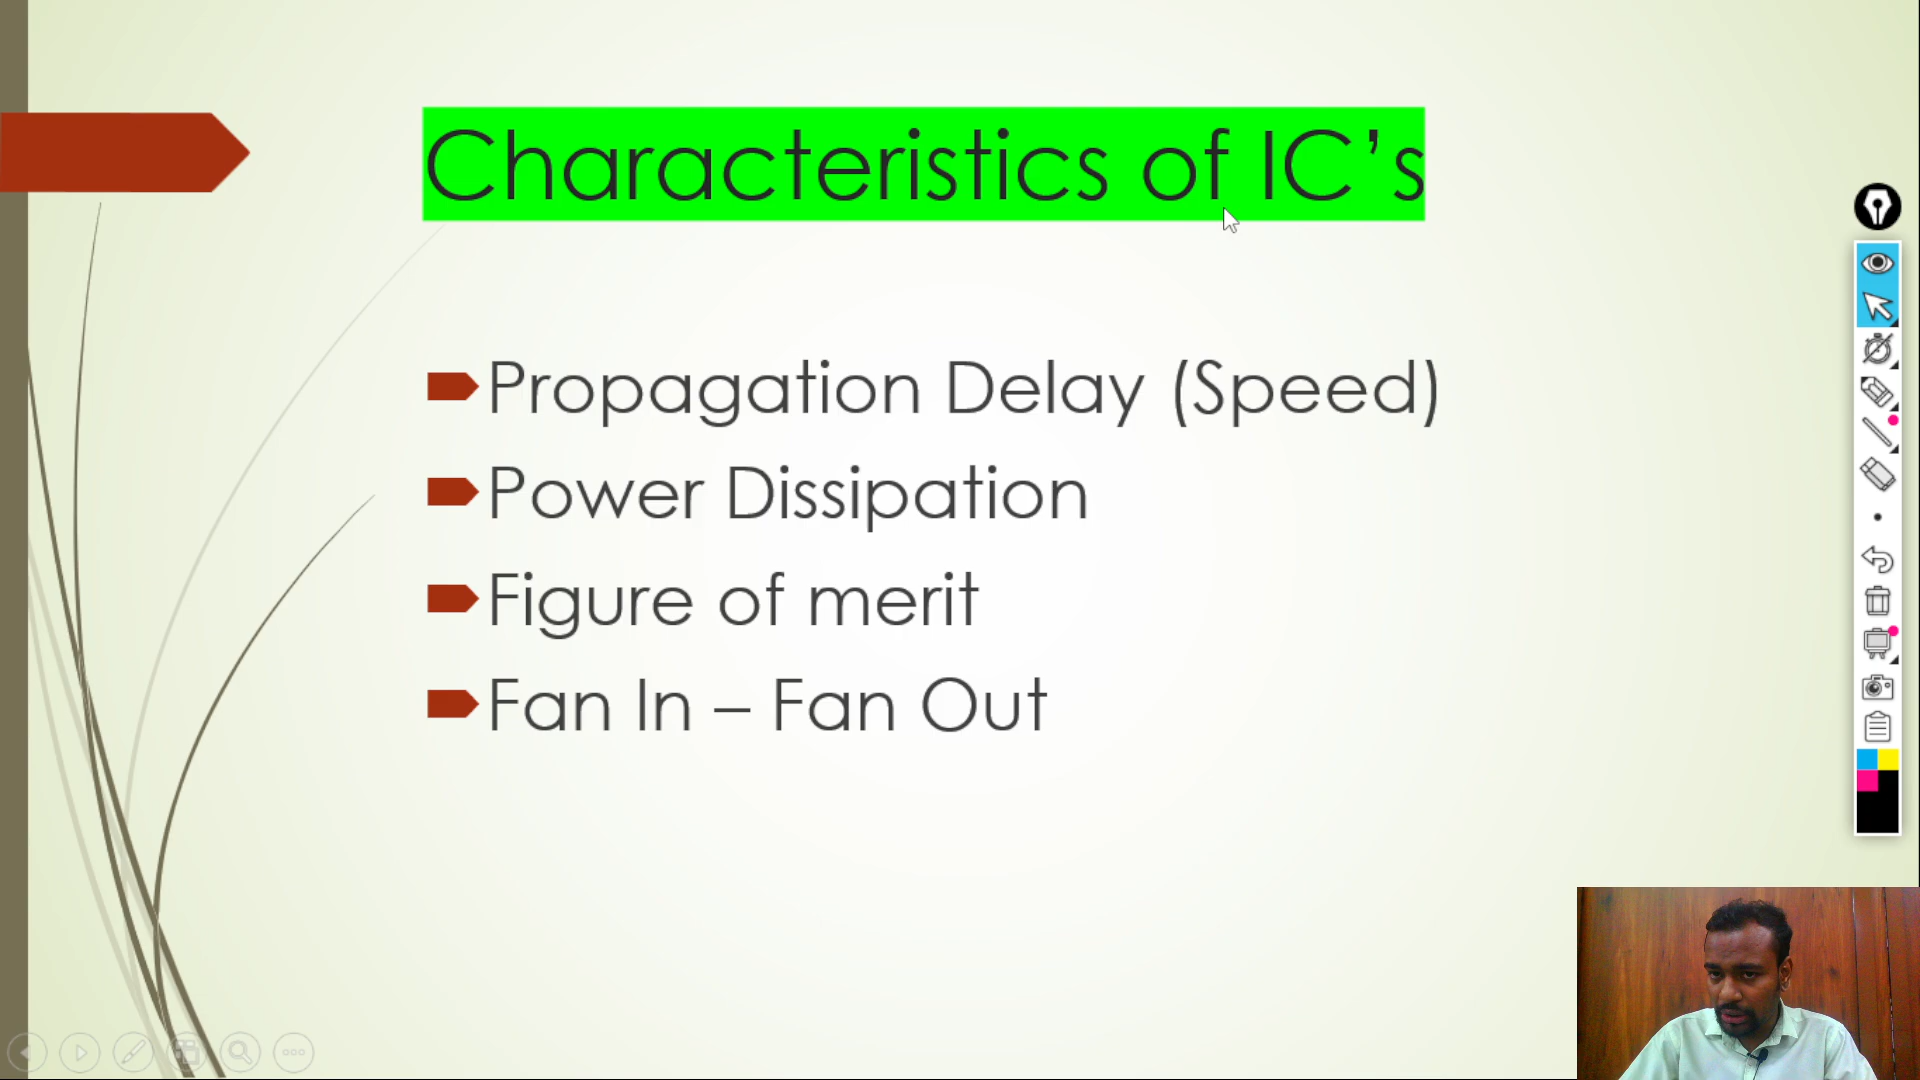 Characteristics of IC’s
Propagation Delay (Speed)
Power Dissipation
Figure of merit
Fan In – Fan Out